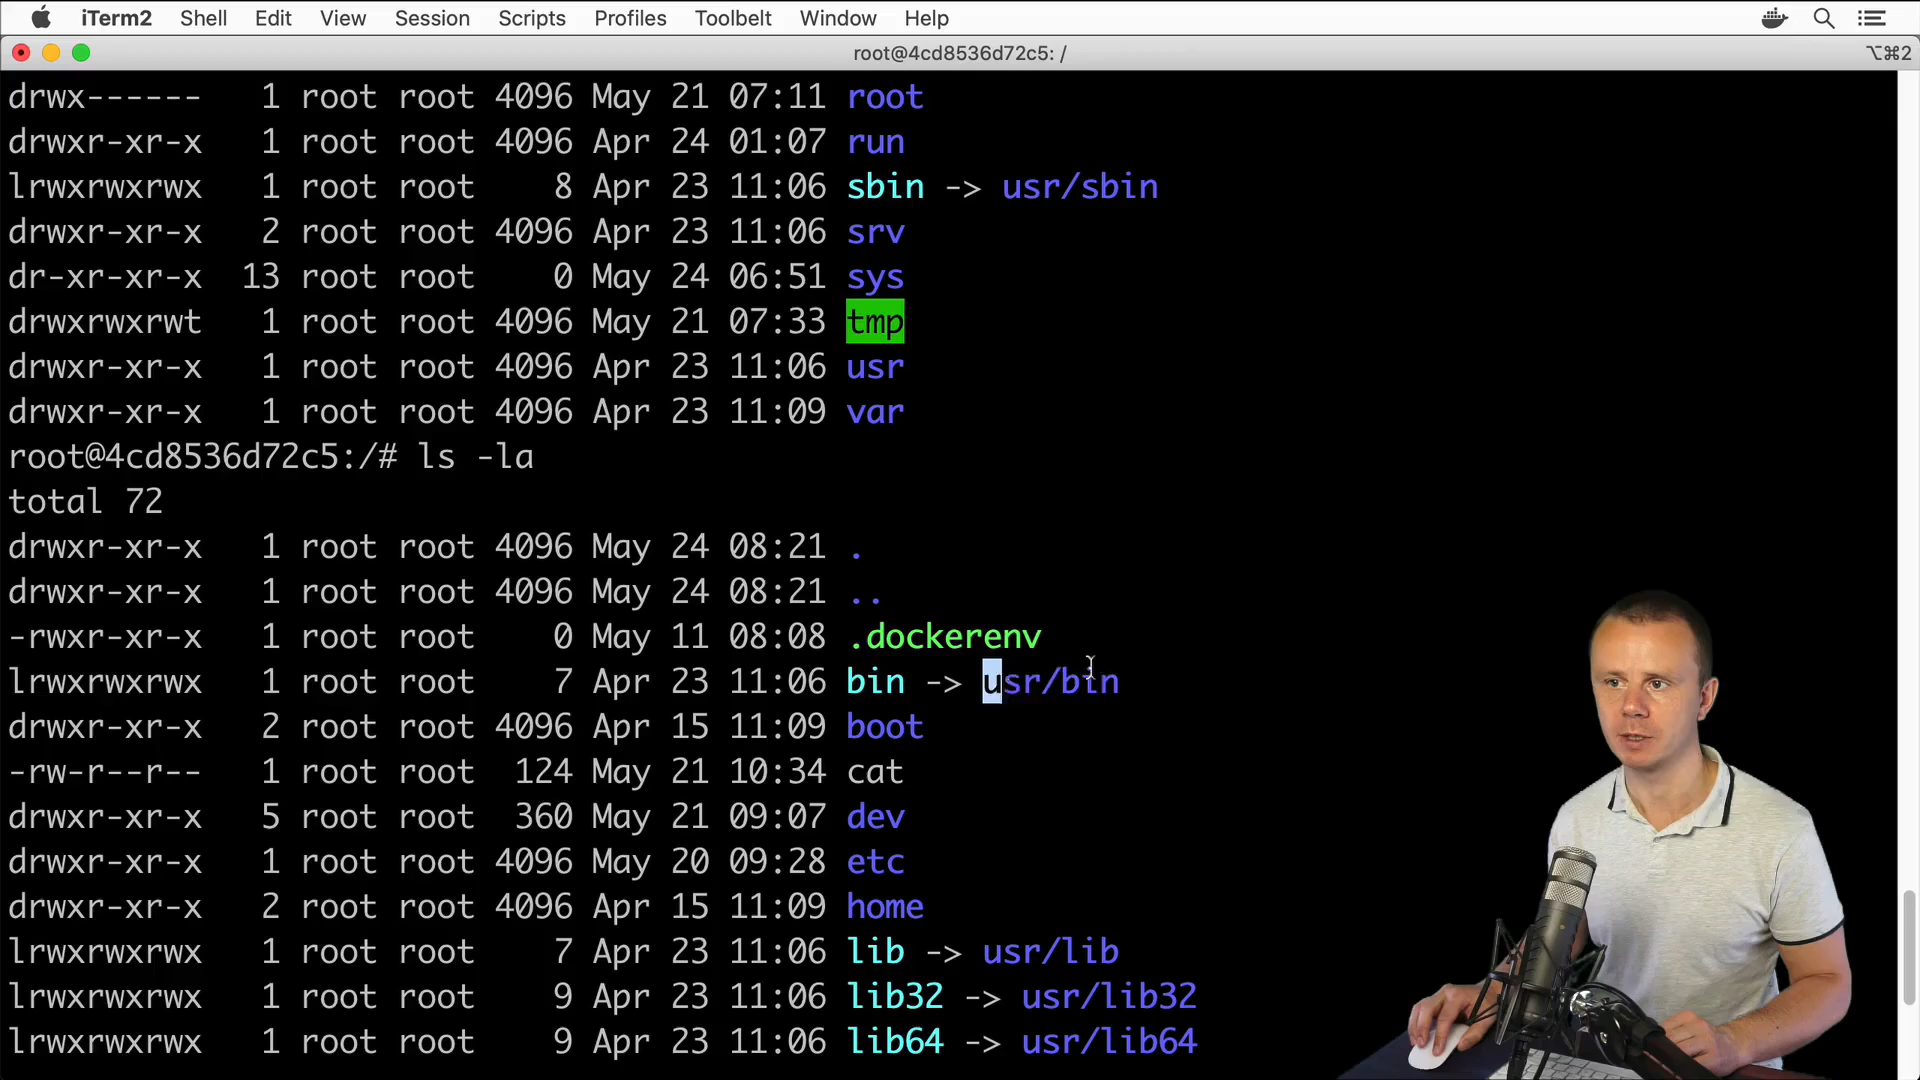 iTerm2 Shell Edit View Session Scripts Profiles Toolbelt Window Help
root@4cd8536d72c5: / ⌥⌘2
drwx------ 1 root root 4096 May 21 07:11 root
drwxr-xr-x 1 root root 4096 Apr 24 01:07 run
lrwxrwxrwx 1 root root 8 Apr 23 11:06 sbin -> usr/sbin
drwxr-xr-x 2 root root 4096 Apr 23 11:06 srv
dr-xr-xr-x 13 root root 0 May 24 06:51 sys
drwxrwxrwt 1 root root 4096 May 21 07:33 tmp
drwxr-xr-x 1 root root 4096 Apr 23 11:06 usr
drwxr-xr-x 1 root root 4096 Apr 23 11:09 var
root@4cd8536d72c5:/# ls -la
total 72
drwxr-xr-x 1 root root 4096 May 24 08:21 .
drwxr-xr-x 1 root root 4096 May 24 08:21 ..
-rwxr-xr-x 1 root root 0 May 11 08:08 .dockerenv
lrwxrwxrwx 1 root root 7 Apr 23 11:06 bin -> usr/bin
drwxr-xr-x 2 root root 4096 Apr 15 11:09 boot
-rw-r--r-- 1 root root 124 May 21 10:34 cat
drwxr-xr-x 5 root root 360 May 21 09:07 dev
drwxr-xr-x 1 root root 4096 May 20 09:28 etc
drwxr-xr-x 2 root root 4096 Apr 15 11:09 home
lrwxrwxrwx 1 root root 7 Apr 23 11:06 lib -> usr/lib
lrwxrwxrwx 1 root root 9 Apr 23 11:06 lib32 -> usr/lib32
lrwxrwxrwx 1 root root 9 Apr 23 11:06 lib64 -> usr/lib64